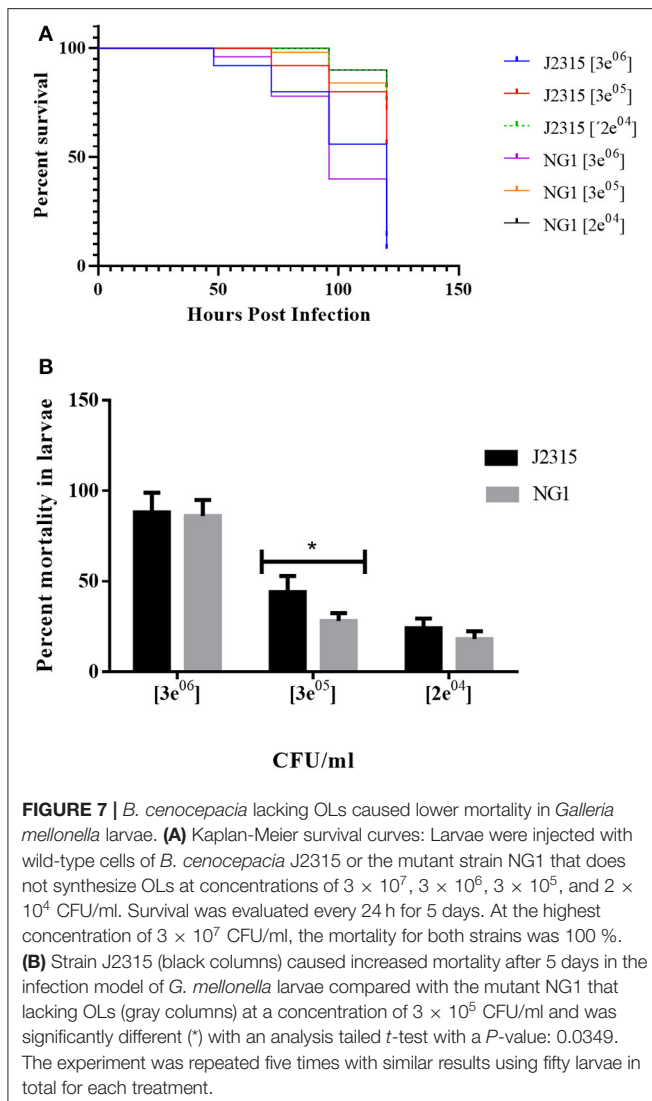 A
Percent survival
100
50
0
0
50
100
150
Hours Post Infection
J2315 [3e⁰⁶]
J2315 [3e⁰⁵]
J2315 [´2e⁰⁴]
NG1 [3e⁰⁶]
NG1 [3e⁰⁵]
NG1 [2e⁰⁴]
B
Percent mortality in larvae
150
100
50
0
*
J2315
NG1
[3e⁰⁶]
[3e⁰⁵]
[2e⁰⁴]
CFU/ml
FIGURE 7 | B. cenocepacia lacking OLs caused lower mortality in Galleria
mellonella larvae. (A) Kaplan-Meier survival curves: Larvae were injected with
wild-type cells of B. cenocepacia J2315 or the mutant strain NG1 that does
not synthesize OLs at concentrations of 3 × 10⁷, 3 × 10⁶, 3 × 10⁵, and 2 ×
10⁴ CFU/ml. Survival was evaluated every 24 h for 5 days. At the highest
concentration of 3 × 10⁷ CFU/ml, the mortality for both strains was 100 %.
(B) Strain J2315 (black columns) caused increased mortality after 5 days in the
infection model of G. mellonella larvae compared with the mutant NG1 that
lacking OLs (gray columns) at a concentration of 3 × 10⁵ CFU/ml and was
significantly different (*) with an analysis tailed t-test with a P-value: 0.0349.
The experiment was repeated five times with similar results using fifty larvae in
total for each treatment.